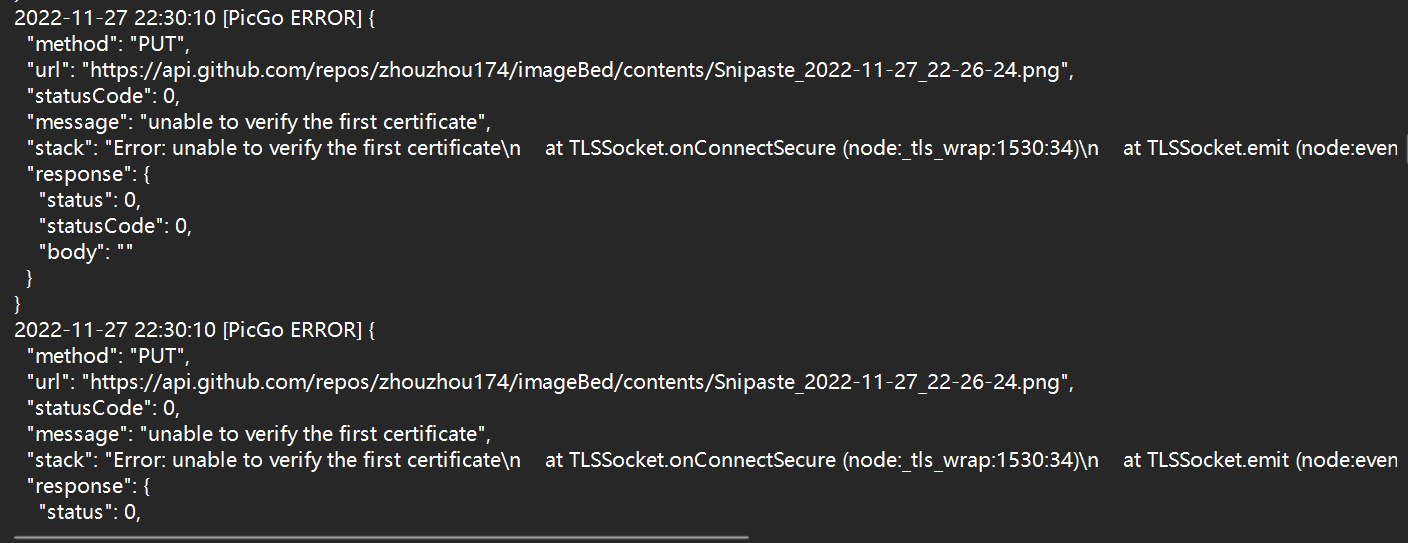 2022-11-27 22:30:10 [PicGo ERROR] {
"method": "PUT",
"url": "https://api.github.com/repos/zhouzhou174/imageBed/contents/Snipaste_2022-11-27_22-26-24.png",
"statusCode": 0,
"message": "unable to verify the first certificate",
"stack": "Error: unable to verify the first certificate\n    at TLSSocket.onConnectSecure (node:_tls_wrap:1530:34)\n    at TLSSocket.emit (node:even
"response": {
"status": 0,
"statusCode": 0,
"body": ""
}
}
2022-11-27 22:30:10 [PicGo ERROR] {
"method": "PUT",
"url": "https://api.github.com/repos/zhouzhou174/imageBed/contents/Snipaste_2022-11-27_22-26-24.png",
"statusCode": 0,
"message": "unable to verify the first certificate",
"stack": "Error: unable to verify the first certificate\n    at TLSSocket.onConnectSecure (node:_tls_wrap:1530:34)\n    at TLSSocket.emit (node:even
"response": {
"status": 0,